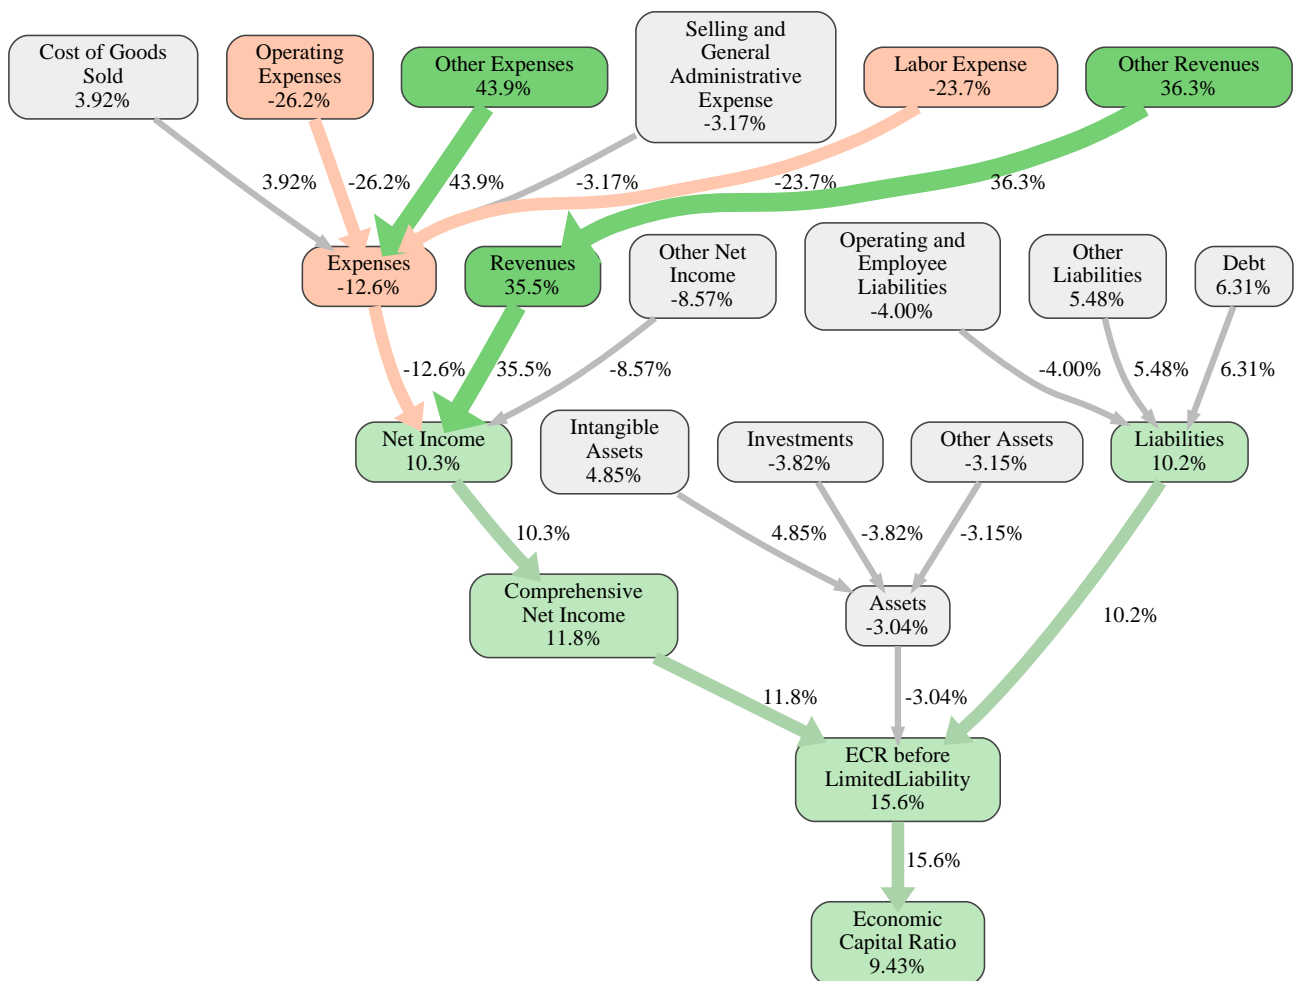 Cost of Goods
Sold
3.92%
Operating
Expenses
-26.2%
Other Expenses
43.9%
Selling and
General
Administrative
Expense
-3.17%
Labor Expense
-23.7%
Other Revenues
36.3%
3.92%
-26.2%
43.9%
-3.17%
-23.7%
36.3%
Expenses
-12.6%
Revenues
35.5%
Other Net
Income
-8.57%
Operating and
Employee
Liabilities
-4.00%
Other
Liabilities
5.48%
Debt
6.31%
-12.6%
35.5%
-8.57%
-4.00%
5.48%
6.31%
Net Income
10.3%
Intangible
Assets
4.85%
Investments
-3.82%
Other Assets
-3.15%
Liabilities
10.2%
10.3%
4.85%
-3.82%
-3.15%
10.2%
Comprehensive
Net Income
11.8%
Assets
-3.04%
11.8%
-3.04%
ECR before
LimitedLiability
15.6%
15.6%
Economic
Capital Ratio
9.43%